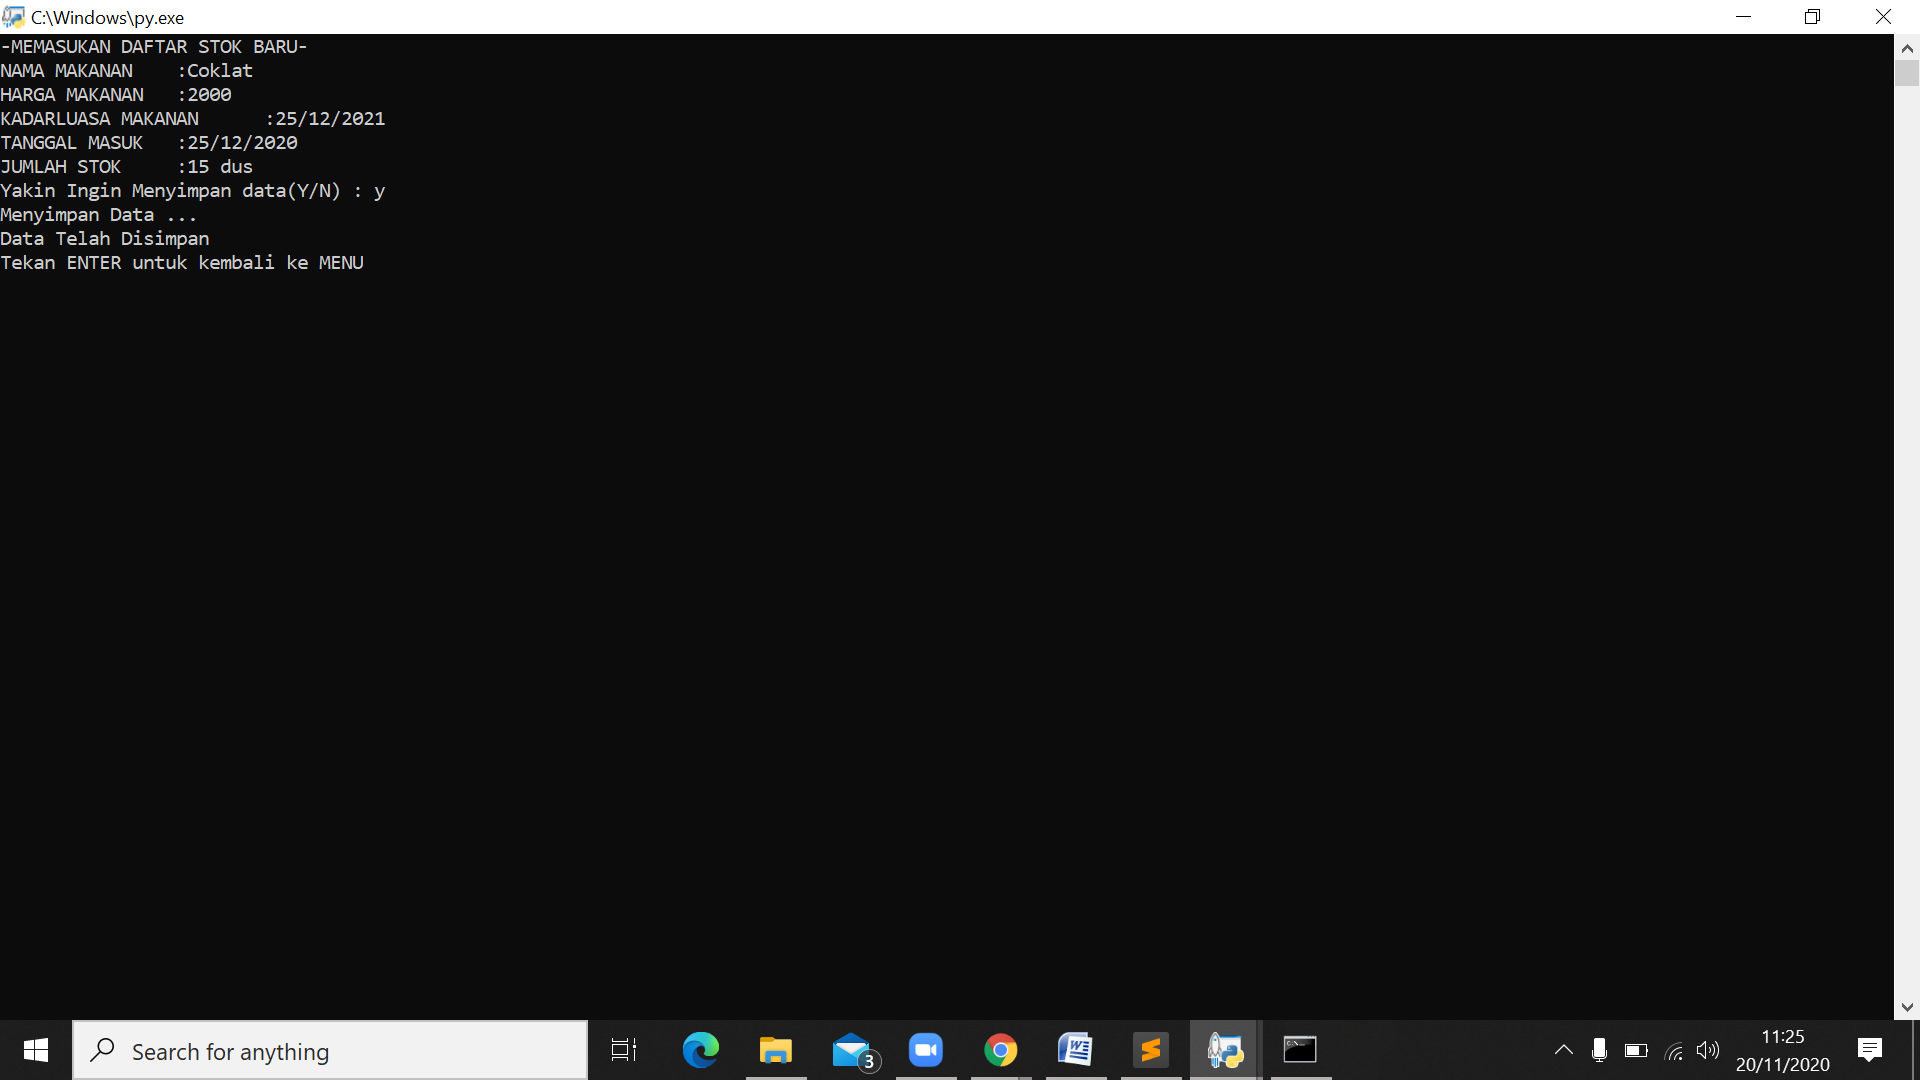 C:\Windows\py.exe
-MEMASUKAN DAFTAR STOK BARU-
NAMA MAKANAN    :Coklat
HARGA MAKANAN   :2000
KADARLUASA MAKANAN      :25/12/2021
TANGGAL MASUK   :25/12/2020
JUMLAH STOK     :15 dus
Yakin Ingin Menyimpan data(Y/N) : y
Menyimpan Data ...
Data Telah Disimpan
Tekan ENTER untuk kembali ke MENU
Search for anything
3
11:25
20/11/2020